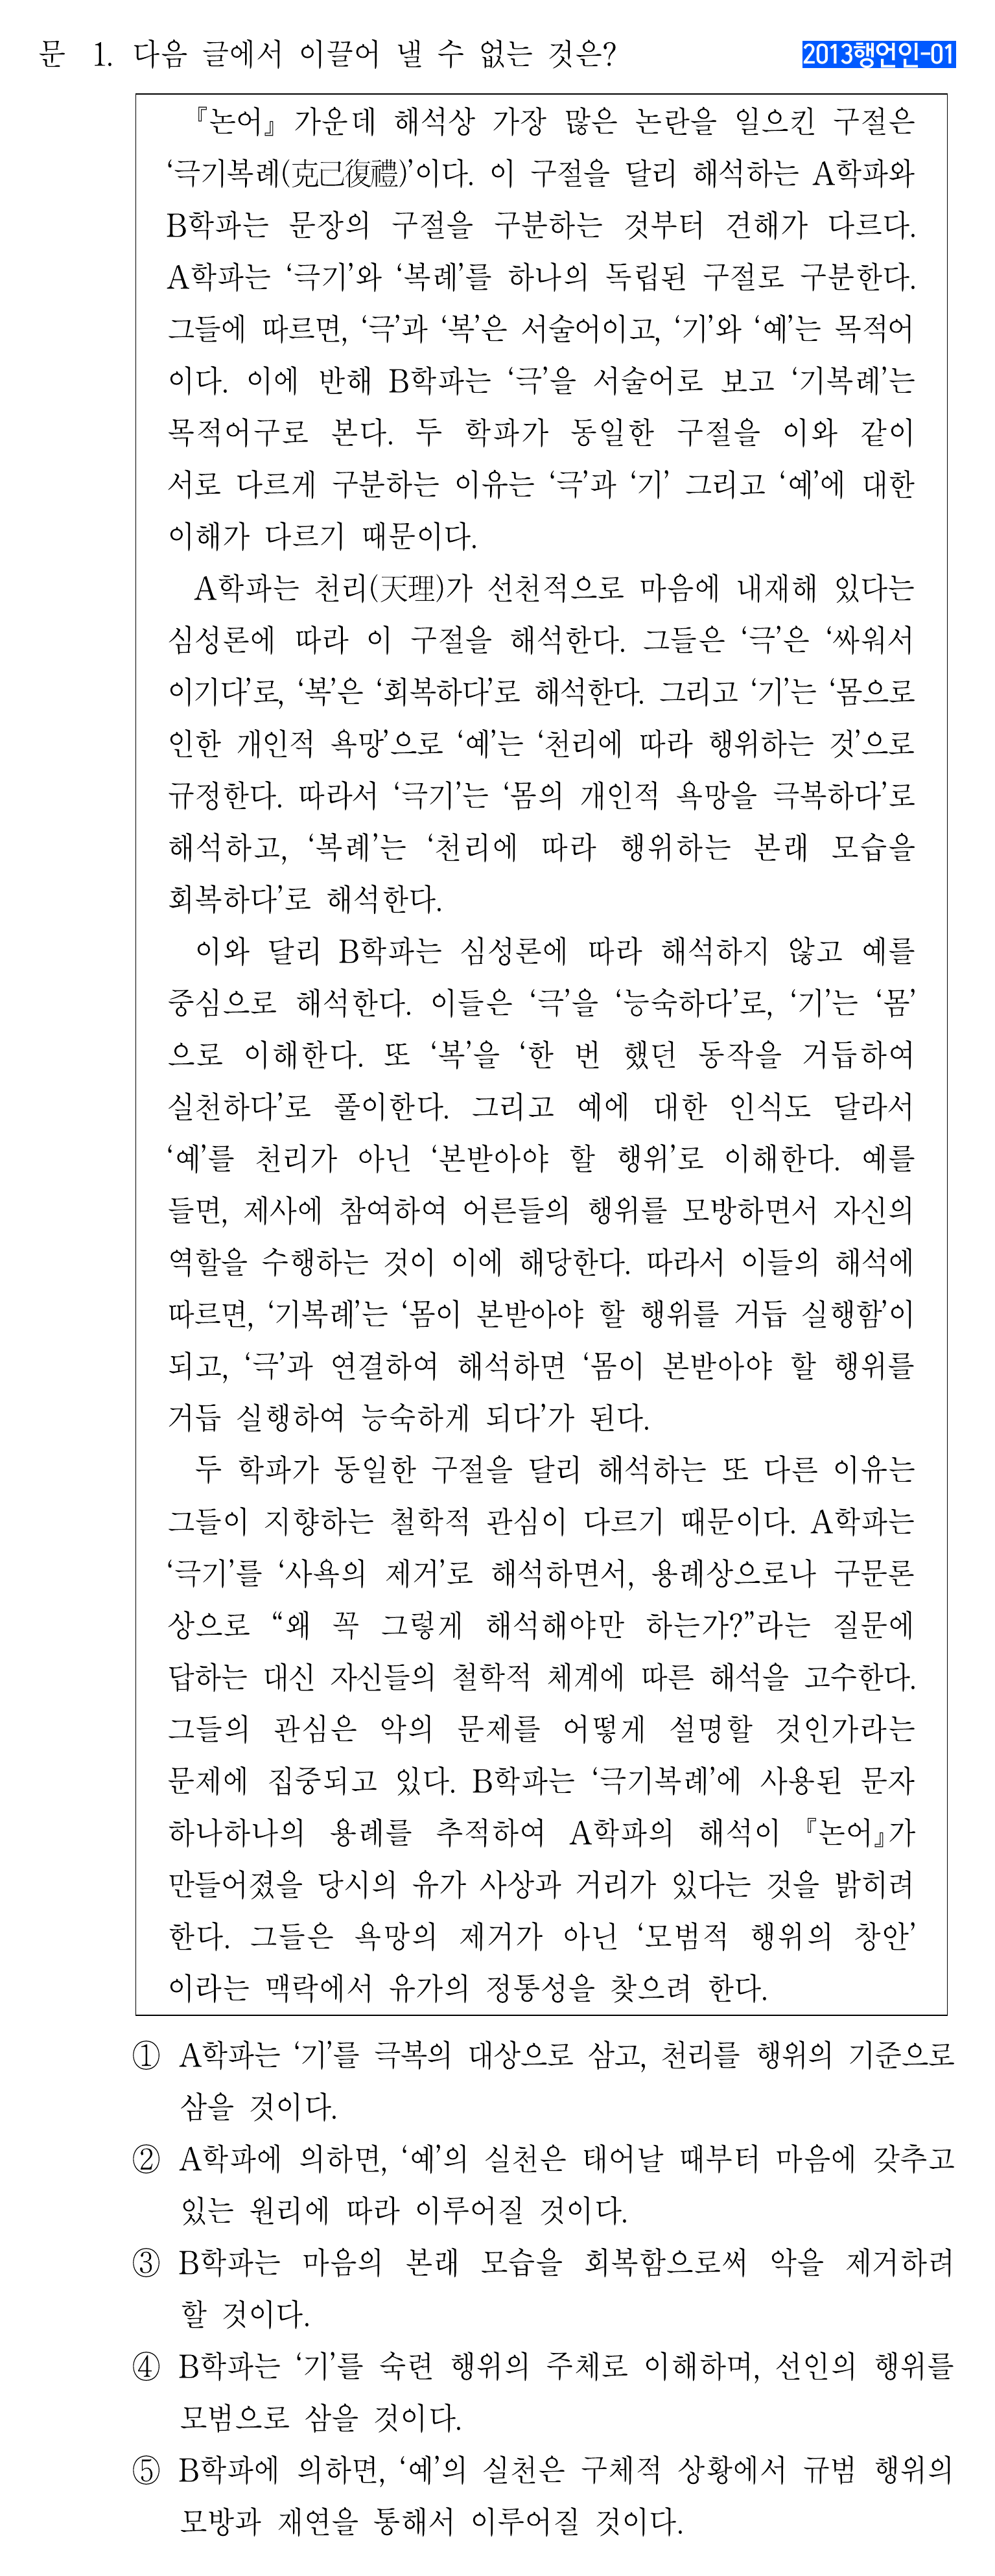 문 1. 다음 글에서 이끌어 낼 수 없는 것은?
2013행언인-01
『논어』 가운데 해석상 가장 많은 논란을 일으킨 구절은
‘극기복례(克己復禮)’이다. 이 구절을 달리 해석하는 A학파와
B학파는 문장의 구절을 구분하는 것부터 견해가 다르다.
A학파는 ‘극기’와 ‘복례’를 하나의 독립된 구절로 구분한다.
그들에 따르면, ‘극’과 ‘복’은 서술어이고, ‘기’와 ‘예’는 목적어
이다. 이에 반해 B학파는 ‘극’을 서술어로 보고 ‘기복례’는
목적어구로 본다. 두 학파가 동일한 구절을 이와 같이
서로 다르게 구분하는 이유는 ‘극’과 ‘기’ 그리고 ‘예’에 대한
이해가 다르기 때문이다.
A학파는 천리(天理)가 선천적으로 마음에 내재해 있다는
심성론에 따라 이 구절을 해석한다. 그들은 ‘극’은 ‘싸워서
이기다’로, ‘복’은 ‘회복하다’로 해석한다. 그리고 ‘기’는 ‘몸으로
인한 개인적 욕망’으로 ‘예’는 ‘천리에 따라 행위하는 것’으로
규정한다. 따라서 ‘극기’는 ‘몸의 개인적 욕망을 극복하다’로
해석하고, ‘복례’는 ‘천리에 따라 행위하는 본래 모습을
회복하다’로 해석한다.
이와 달리 B학파는 심성론에 따라 해석하지 않고 예를
중심으로 해석한다. 이들은 ‘극’을 ‘능숙하다’로, ‘기’는 ‘몸’
으로 이해한다. 또 ‘복’을 ‘한 번 했던 동작을 거듭하여
실천하다’로 풀이한다. 그리고 예에 대한 인식도 달라서
‘예’를 천리가 아닌 ‘본받아야 할 행위’로 이해한다. 예를
들면, 제사에 참여하여 어른들의 행위를 모방하면서 자신의
역할을 수행하는 것이 이에 해당한다. 따라서 이들의 해석에
따르면, ‘기복례’는 ‘몸이 본받아야 할 행위를 거듭 실행함’이
되고, ‘극’과 연결하여 해석하면 ‘몸이 본받아야 할 행위를
거듭 실행하여 능숙하게 되다’가 된다.
두 학파가 동일한 구절을 달리 해석하는 또 다른 이유는
그들이 지향하는 철학적 관심이 다르기 때문이다. A학파는
‘극기’를 ‘사욕의 제거’로 해석하면서, 용례상으로나 구문론
상으로 “왜 꼭 그렇게 해석해야만 하는가?”라는 질문에
답하는 대신 자신들의 철학적 체계에 따른 해석을 고수한다.
그들의 관심은 악의 문제를 어떻게 설명할 것인가라는
문제에 집중되고 있다. B학파는 ‘극기복례’에 사용된 문자
하나하나의 용례를 추적하여 A학파의 해석이 『논어』가
만들어졌을 당시의 유가 사상과 거리가 있다는 것을 밝히려
한다. 그들은 욕망의 제거가 아닌 ‘모범적 행위의 창안’
이라는 맥락에서 유가의 정통성을 찾으려 한다.
① A학파는 ‘기’를 극복의 대상으로 삼고, 천리를 행위의 기준으로
삼을 것이다.
② A학파에 의하면, ‘예’의 실천은 태어날 때부터 마음에 갖추고
있는 원리에 따라 이루어질 것이다.
③ B학파는 마음의 본래 모습을 회복함으로써 악을 제거하려
할 것이다.
④ B학파는 ‘기’를 숙련 행위의 주체로 이해하며, 선인의 행위를
모범으로 삼을 것이다.
⑤ B학파에 의하면, ‘예’의 실천은 구체적 상황에서 규범 행위의
모방과 재연을 통해서 이루어질 것이다.